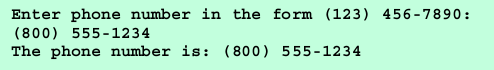 Enter phone number in the form (123) 456-7890:
(800) 555-1234
The phone number is: (800) 555-1234